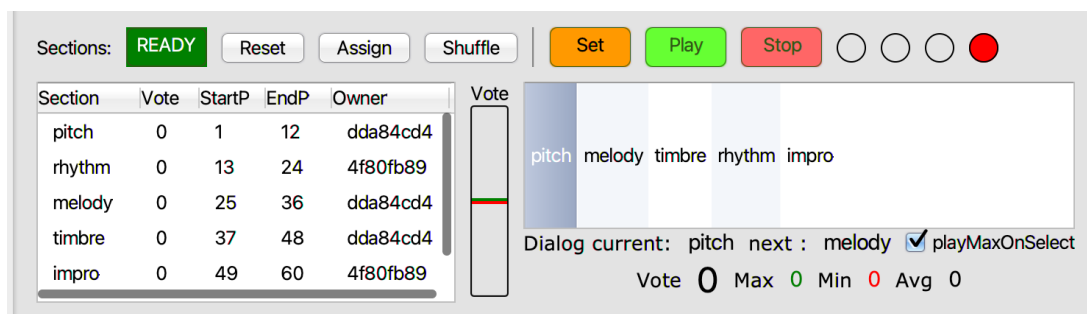 Sections: READY Reset Assign Shuffle Set Play Stop
Section Vote StartP EndP Owner
pitch 0 1 12 dda84cd4
rhythm 0 13 24 4f80fb89
melody 0 25 36 dda84cd4
timbre 0 37 48 dda84cd4
impro 0 49 60 4f80fb89
Vote
pitch melody timbre rhythm impro
Dialog current: pitch next : melody playMaxOnSelect
Vote 0 Max 0 Min 0 Avg 0